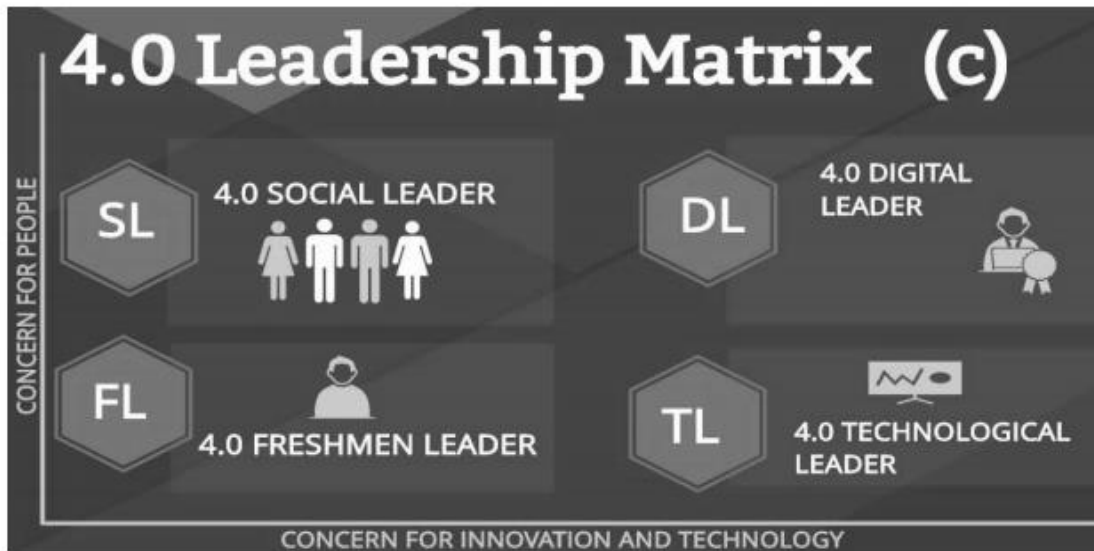 4.0 Leadership Matrix (c)
CONCERN FOR PEOPLE
SL
4.0 SOCIAL LEADER
DL
4.0 DIGITAL
LEADER
FL
4.0 FRESHMEN LEADER
TL
4.0 TECHNOLOGICAL
LEADER
CONCERN FOR INNOVATION AND TECHNOLOGY